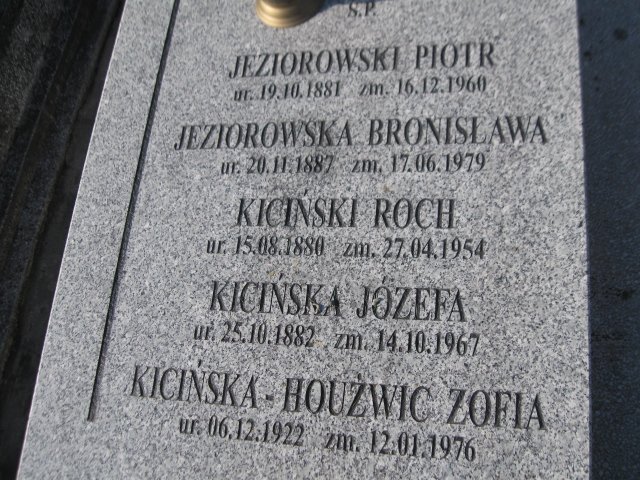 S.P.
JEZIOROWSKI PIOTR
ur. 19.10.1881 zm. 16.12.1960
JEZIOROWSKA BRONISŁAWA
ur. 20.11.1887 zm. 17.06.1979
KICIŃSKI ROCH
ur. 15.08.1880 zm. 27.04.1954
KICIŃSKA JÓZEFA
ur. 25.10.1882 zm. 14.10.1967
KICIŃSKA - HOUŹWIC ZOFIA
ur. 06.12.1922 zm. 12.01.1976